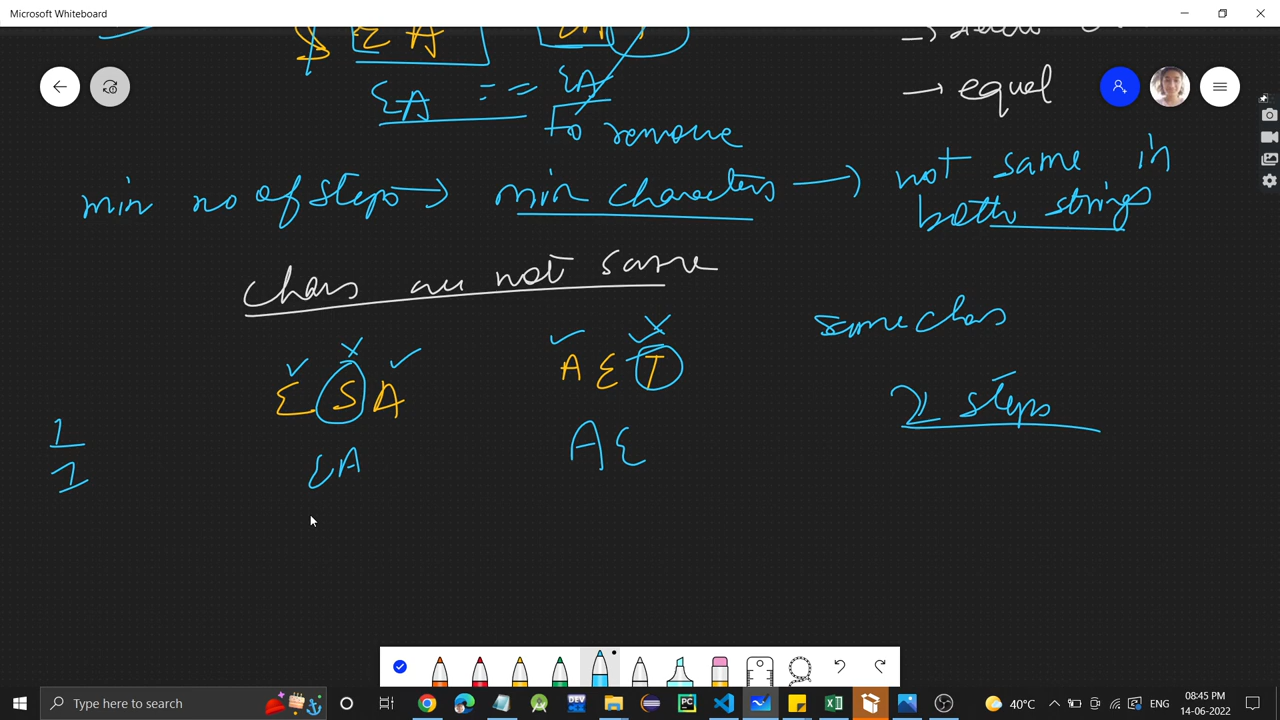 Microsoft Whiteboard
S EA
→ equal
EA == EA
To remove
min no of steps → min characters → not same in
both strings
chars are not same
same chars
E S A
A E T
2 steps
1
1
EA
AE
Type here to search
40°C
ENG
08:45 PM
14-06-2022